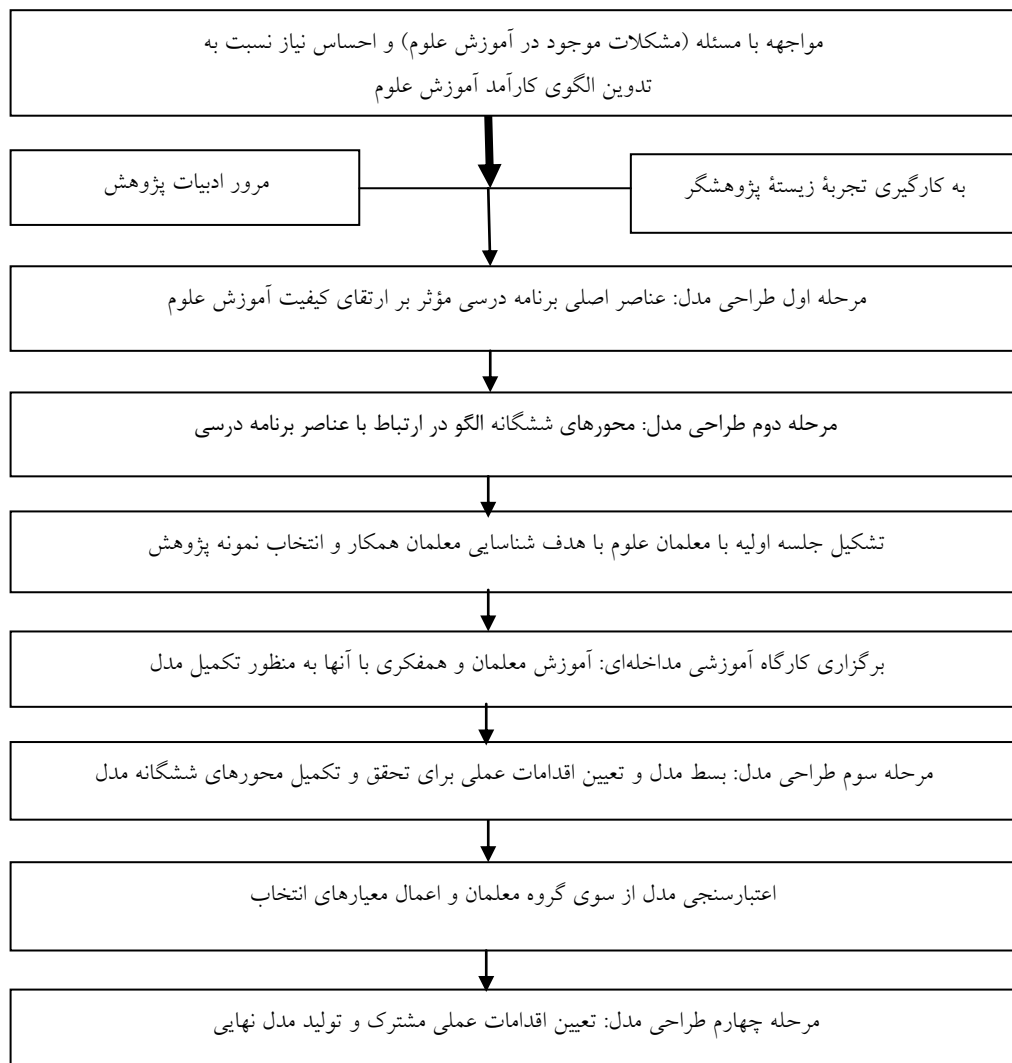 مواجهه با مسئله (مشکلات موجود در آموزش علوم) و احساس نیاز نسبت به
تدوین الگوی کارآمد آموزش علوم
به کارگیری تجربهٔ زیستهٔ پژوهشگر
مرور ادبیات پژوهش
مرحله اول طراحی مدل: عناصر اصلی برنامه درسی مؤثر بر ارتقای کیفیت آموزش علوم
مرحله دوم طراحی مدل: محورهای ششگانه الگو در ارتباط با عناصر برنامه درسی
تشکیل جلسه اولیه با معلمان علوم با هدف شناسایی معلمان همکار و انتخاب نمونه پژوهش
برگزاری کارگاه آموزشی مداخله‌ای: آموزش معلمان و همفکری با آنها به منظور تکمیل مدل
مرحله سوم طراحی مدل: بسط مدل و تعیین اقدامات عملی برای تحقق و تکمیل محورهای ششگانه مدل
اعتبارسنجی مدل از سوی گروه معلمان و اعمال معیارهای انتخاب
مرحله چهارم طراحی مدل: تعیین اقدامات عملی مشترک و تولید مدل نهایی